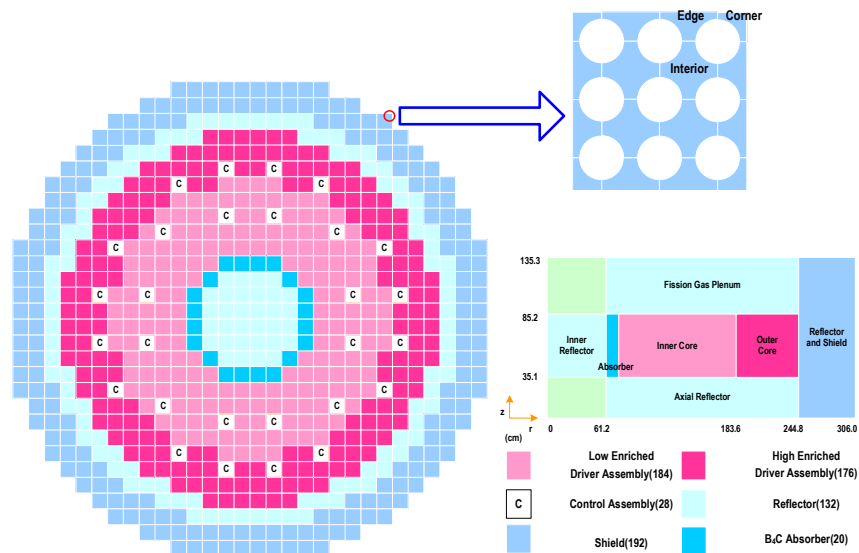 Edge Corner
Interior
C C
C C
C C
C C
C C
C C
C C C C
C C C C
C C
C C
C C
C C
C C
135.3
85.2
35.1
Fission Gas Plenum
Inner
Reflector
Absorber
Inner Core
Outer
Core
Reflector
and Shield
Axial Reflector
z
r
(cm)
0 61.2 183.6 244.8 306.0
Low Enriched
Driver Assembly(184)
High Enriched
Driver Assembly(176)
C
Control Assembly(28)
Reflector(132)
Shield(192)
B₄C Absorber(20)